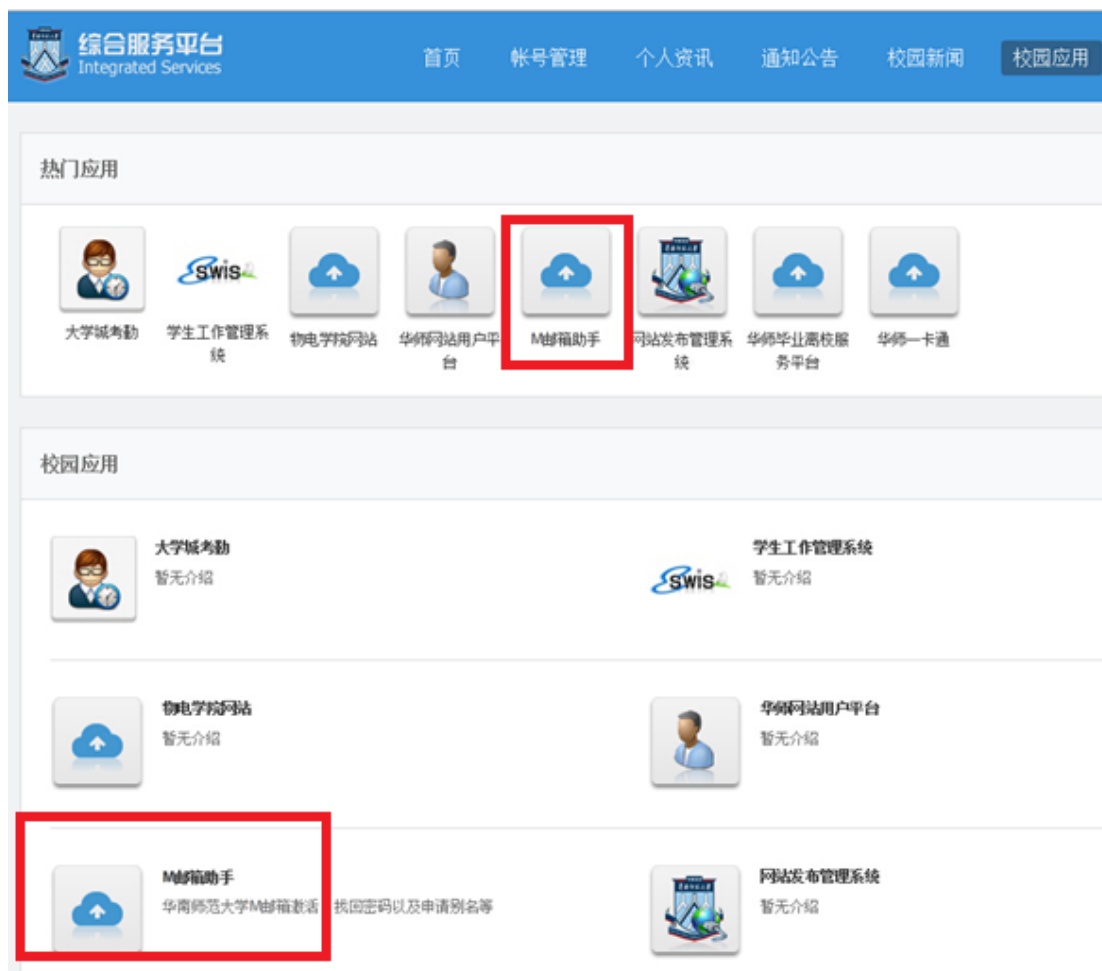 综合服务平台
Integrated Services
首页 帐号管理 个人资讯 通知公告 校园新闻 校园应用
热门应用
大学城考勤 学生工作管理系统 物电学院网站 华师网站用户平台 M邮箱助手 网站发布管理系统 华师毕业离校服务平台 华师一卡通
校园应用
大学城考勤
暂无介绍
学生工作管理系统
暂无介绍
swis
物电学院网站
暂无介绍
华师网站用户平台
暂无介绍
M邮箱助手
华南师范大学M邮箱激活 找回密码以及申请别名等
网站发布管理系统
暂无介绍